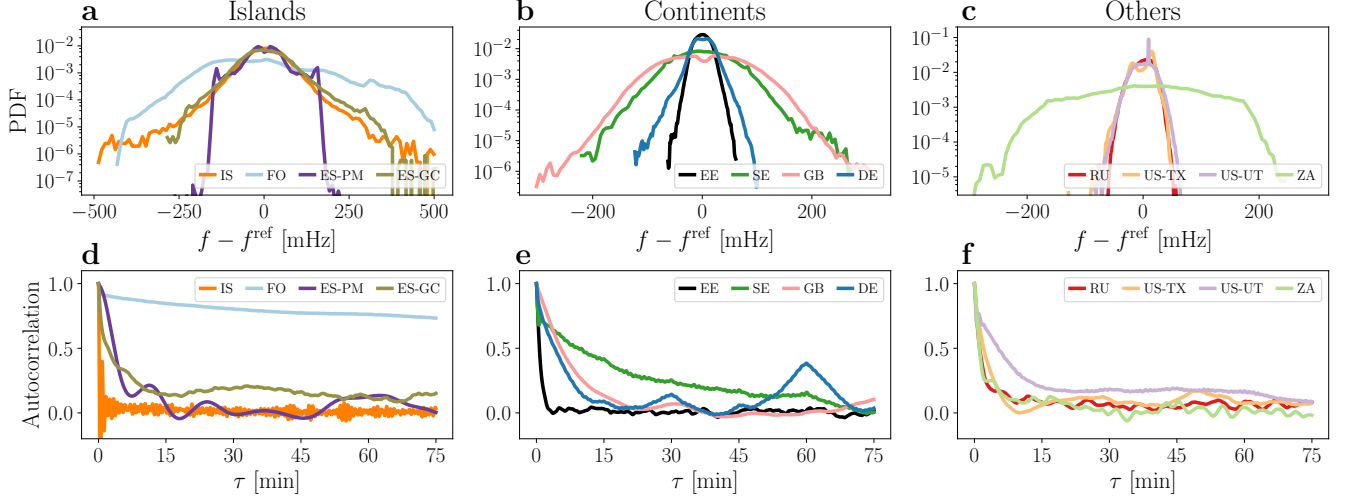 a Islands
PDF
10⁻² 10⁻³ 10⁻⁴ 10⁻⁵ 10⁻⁶ 10⁻⁷
IS FO ES-PM ES-GC
−500 −250 0 250 500
f − f^ref [mHz]
b Continents
10⁻² 10⁻³ 10⁻⁴ 10⁻⁵ 10⁻⁶
EE SE GB DE
−200 0 200
f − f^ref [mHz]
c Others
10⁻¹ 10⁻² 10⁻³ 10⁻⁴ 10⁻⁵
RU US-TX US-UT ZA
−200 0 200
f − f^ref [mHz]
d
Autocorrelation
1.0 0.5 0.0
IS FO ES-PM ES-GC
0 15 30 45 60 75
τ [min]
e
1.0 0.5 0.0
EE SE GB DE
0 15 30 45 60 75
τ [min]
f
1.0 0.5 0.0
RU US-TX US-UT ZA
0 15 30 45 60 75
τ [min]